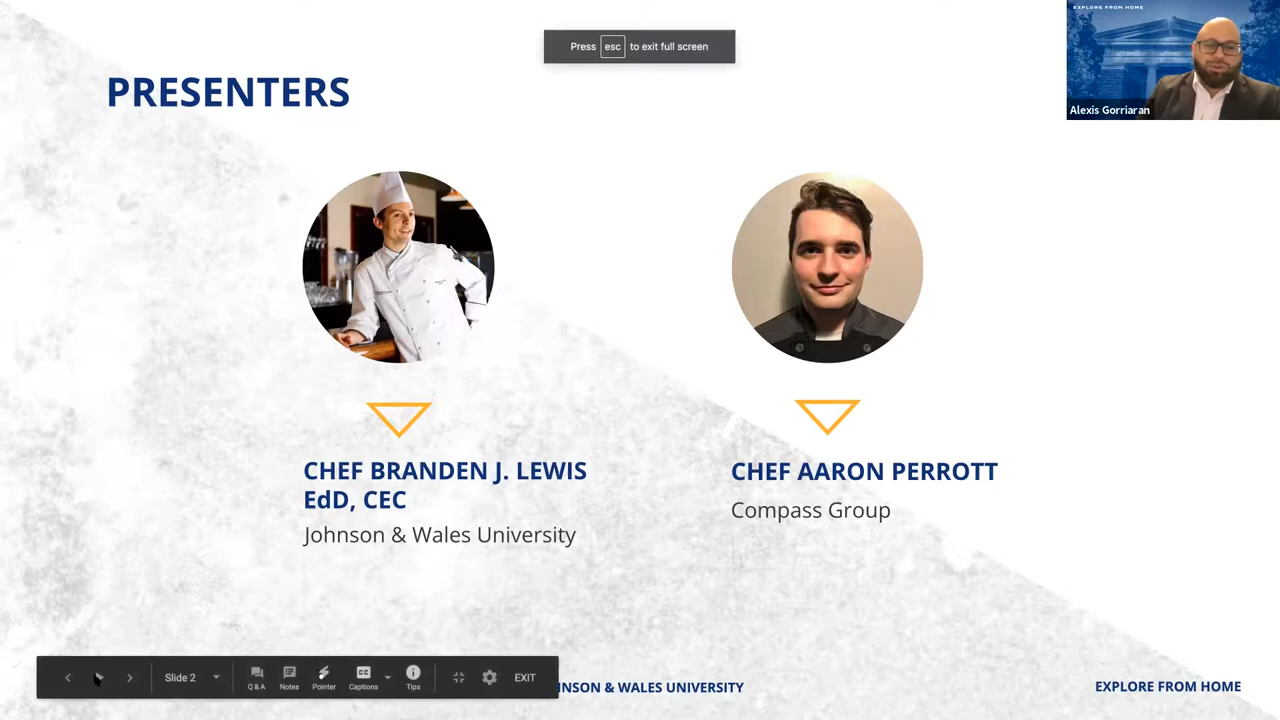 EXPLORE FROM HOME
Press esc to exit full screen
PRESENTERS
Alexis Gorriaran
CHEF BRANDEN J. LEWIS
EdD, CEC
Johnson & Wales University
CHEF AARON PERROTT
Compass Group
Slide 2
Q & A
Notes
Pointer
CC
Captions
Tips
EXIT
NSON & WALES UNIVERSITY
EXPLORE FROM HOME